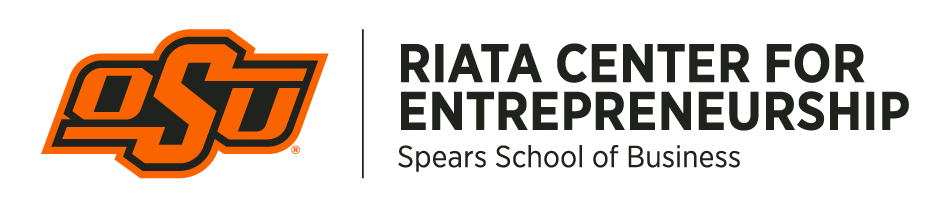 OSU
®
RIATA CENTER FOR
ENTREPRENEURSHIP
Spears School of Business